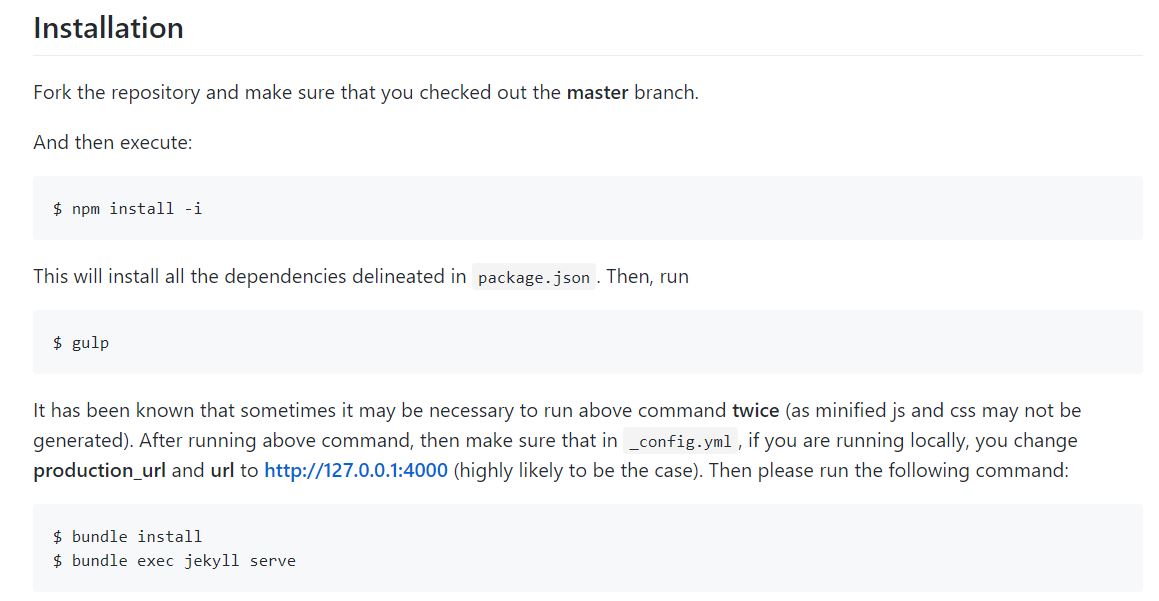 Installation
Fork the repository and make sure that you checked out the master branch.
And then execute:
$ npm install -i
This will install all the dependencies delineated in package.json. Then, run
$ gulp
It has been known that sometimes it may be necessary to run above command twice (as minified js and css may not be
generated). After running above command, then make sure that in _config.yml, if you are running locally, you change
production_url and url to http://127.0.0.1:4000 (highly likely to be the case). Then please run the following command:
$ bundle install
$ bundle exec jekyll serve